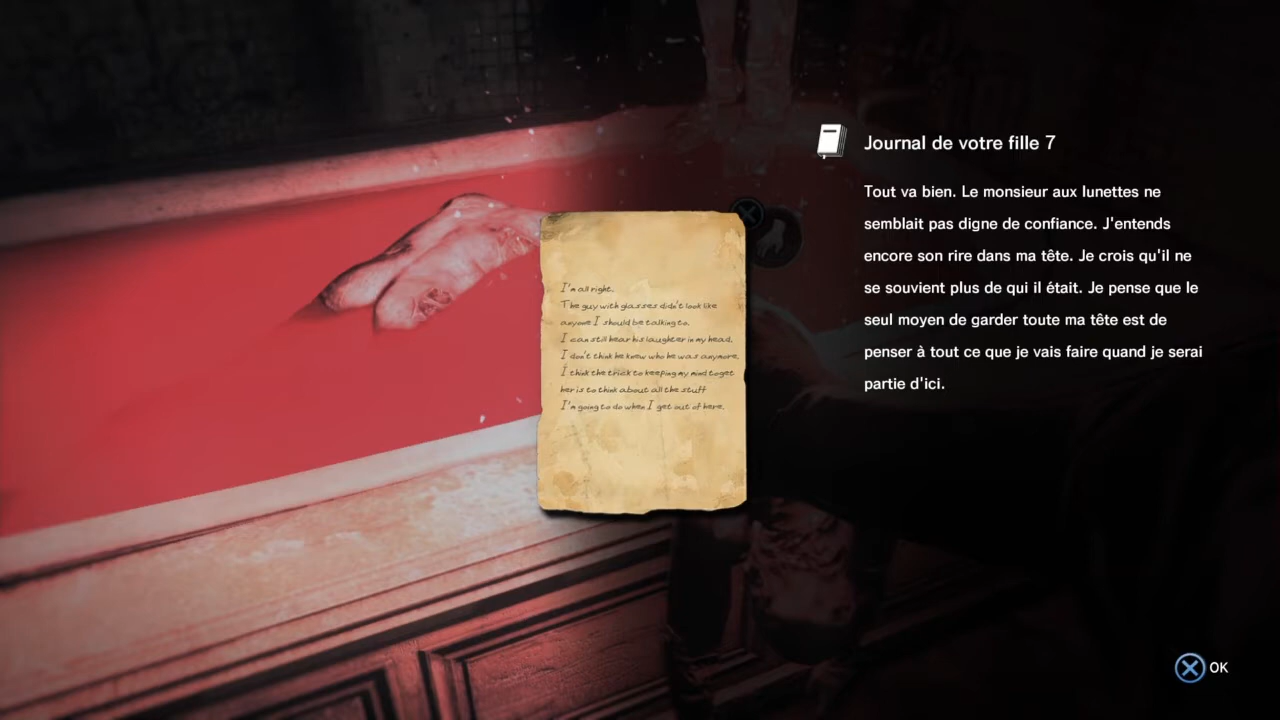 I'm all right.
The guy with glasses didn't look like
anyone I should be talking to.
I can still hear his laughter in my head.
I don't think he knew who he was anymore.
I think the trick to keeping my mind toget
her is to think about all the stuff
I'm going to do when I get out of here.
Journal de votre fille 7
Tout va bien. Le monsieur aux lunettes ne
semblait pas digne de confiance. J'entends
encore son rire dans ma tête. Je crois qu'il ne
se souvient plus de qui il était. Je pense que le
seul moyen de garder toute ma tête est de
penser à tout ce que je vais faire quand je serai
partie d'ici.
OK